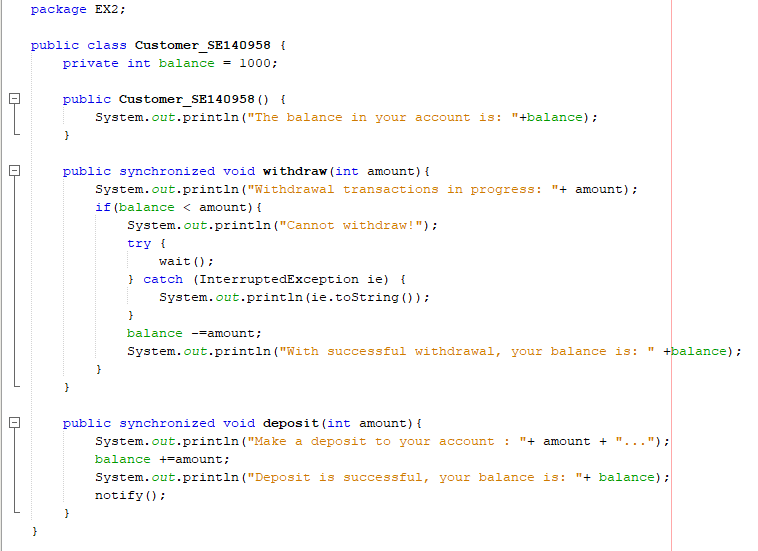 package EX2;
public class Customer_SE140958 {
private int balance = 1000;
public Customer_SE140958() {
System.out.println("The balance in your account is: "+balance);
}
public synchronized void withdraw(int amount){
System.out.println("Withdrawal transactions in progress: "+ amount);
if(balance < amount){
System.out.println("Cannot withdraw!");
try {
wait();
} catch (InterruptedException ie) {
System.out.println(ie.toString());
}
balance -=amount;
System.out.println("With successful withdrawal, your balance is: " +balance);
}
}
public synchronized void deposit(int amount){
System.out.println("Make a deposit to your account : "+ amount + "...");
balance +=amount;
System.out.println("Deposit is successful, your balance is: "+ balance);
notify();
}
}